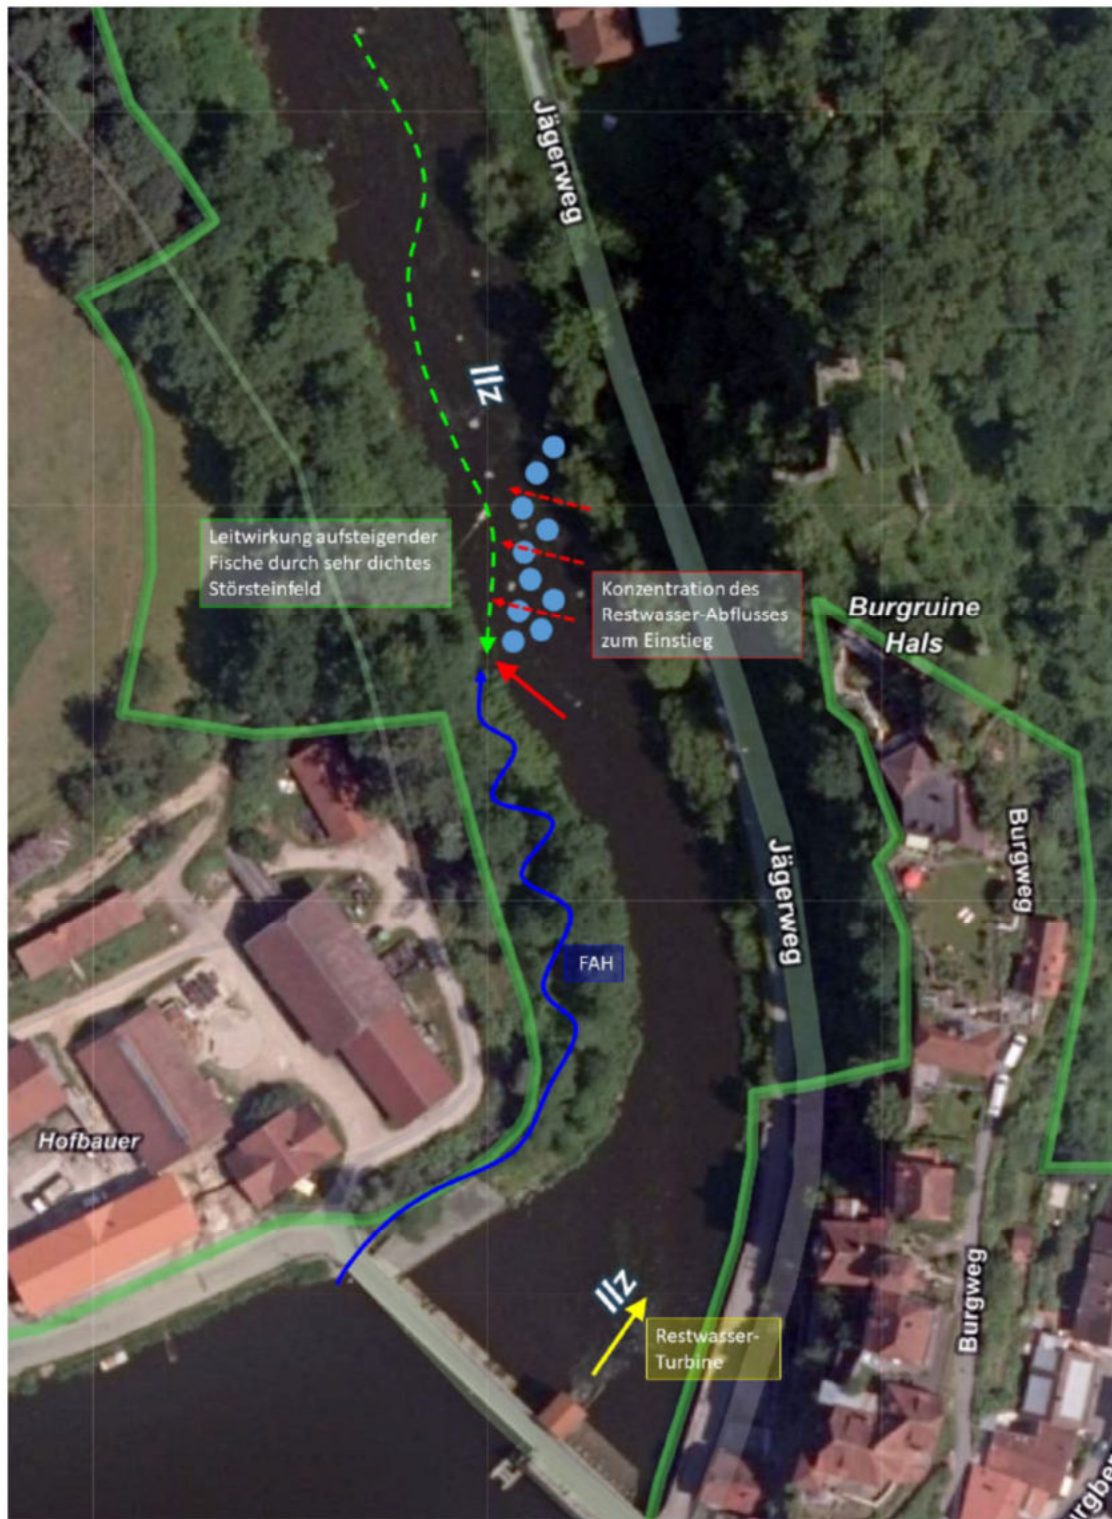 Jägerweg
Ilz
Leitwirkung aufsteigender
Fische durch sehr dichtes
Störsteinfeld
Konzentration des
Restwasser-Abflusses
zum Einstieg
Burgruine
Hals
Burgweg
Jägerweg
FAH
Hofbauer
Ilz
Burgweg
Restwasser-
Turbine